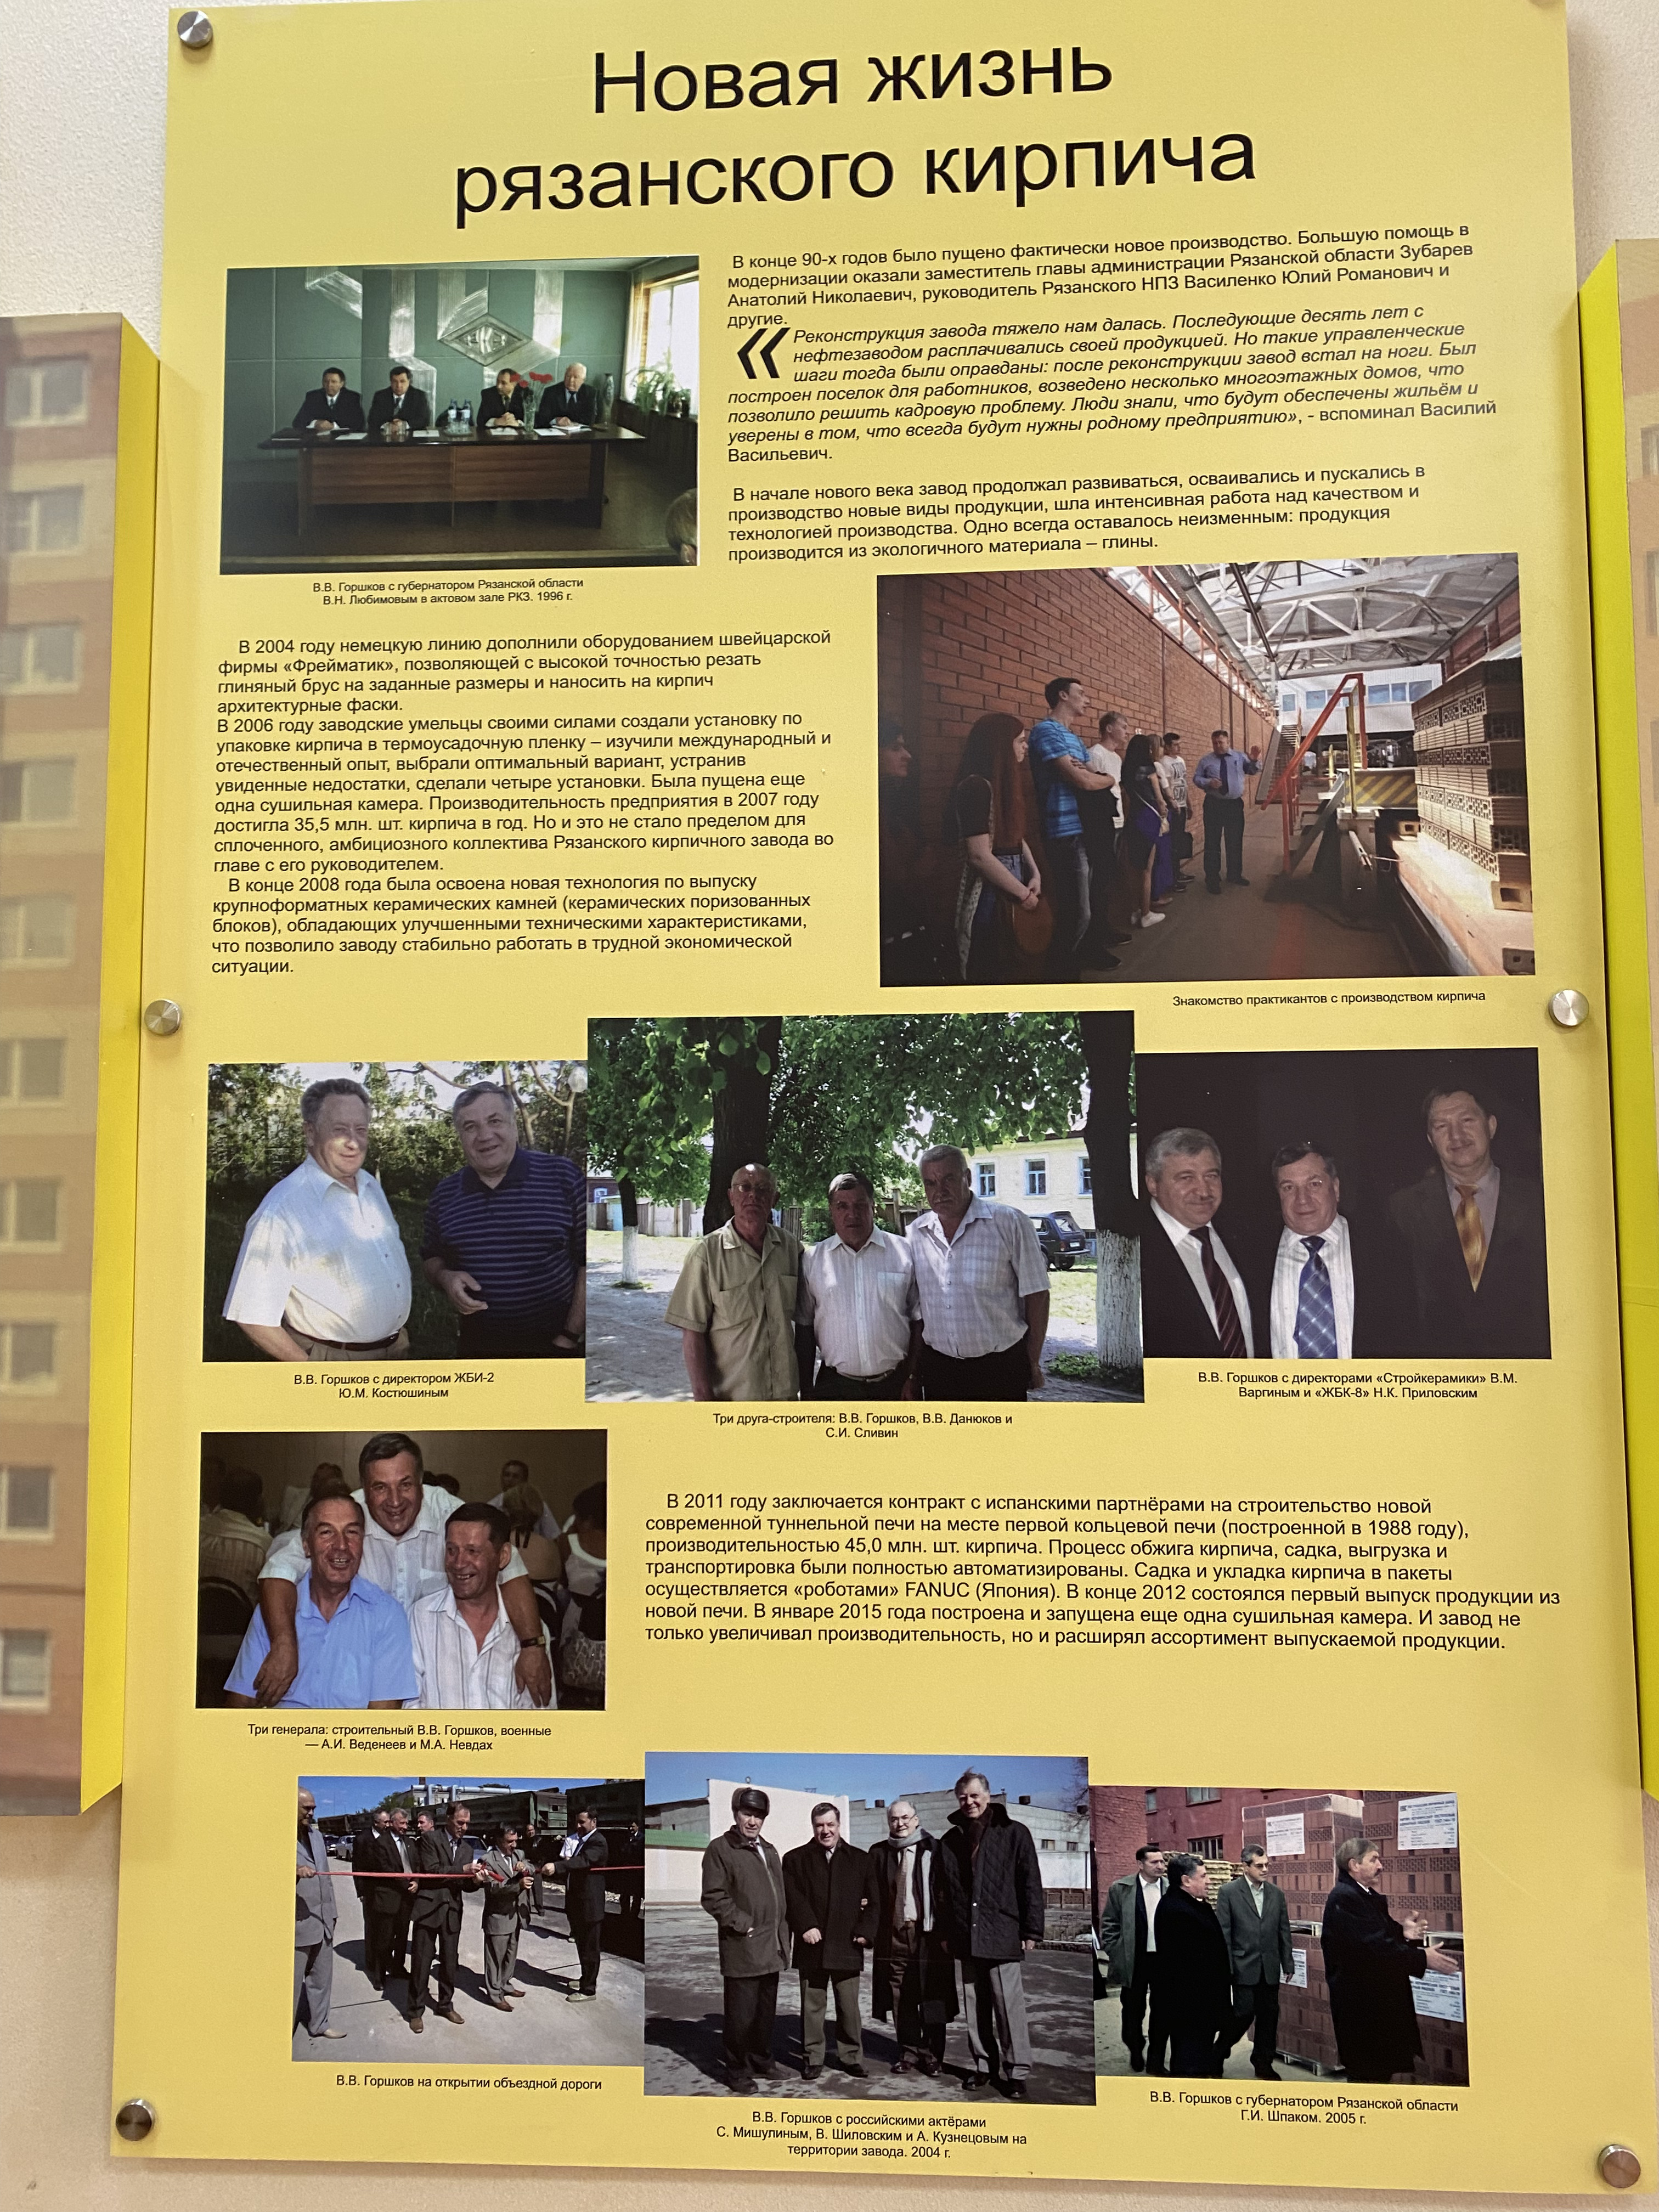 Новая жизнь
рязанского кирпича
В конце 90-х годов было пущено фактически новое производство. Большую помощь в
модернизации оказали заместитель главы администрации Рязанской области Зубарев
Анатолий Николаевич, руководитель Рязанского НПЗ Василенко Юлий Романович и
другие.
« Реконструкция завода тяжело нам далась. Последующие десять лет с
нефтезаводом расплачивались своей продукцией. Но такие управленческие
шаги тогда были оправданы: после реконструкции завод встал на ноги. Был
построен поселок для работников, возведено несколько многоэтажных домов, что
позволило решить кадровую проблему. Люди знали, что будут обеспечены жильём и
уверены в том, что всегда будут нужны родному предприятию», - вспоминал Василий
Васильевич.
В начале нового века завод продолжал развиваться, осваивались и пускались в
производство новые виды продукции, шла интенсивная работа над качеством и
технологией производства. Одно всегда оставалось неизменным: продукция
производится из экологичного материала – глины.
В.В. Горшков с губернатором Рязанской области
В.Н. Любимовым в актовом зале РКЗ. 1996 г.
В 2004 году немецкую линию дополнили оборудованием швейцарской
фирмы «Фрейматик», позволяющей с высокой точностью резать
глиняный брус на заданные размеры и наносить на кирпич
архитектурные фаски.
В 2006 году заводские умельцы своими силами создали установку по
упаковке кирпича в термоусадочную пленку – изучили международный и
отечественный опыт, выбрали оптимальный вариант, устранив
увиденные недостатки, сделали четыре установки. Была пущена еще
одна сушильная камера. Производительность предприятия в 2007 году
достигла 35,5 млн. шт. кирпича в год. Но и это не стало пределом для
сплоченного, амбициозного коллектива Рязанского кирпичного завода во
главе с его руководителем.
В конце 2008 года была освоена новая технология по выпуску
крупноформатных керамических камней (керамических поризованных
блоков), обладающих улучшенными техническими характеристиками,
что позволило заводу стабильно работать в трудной экономической
ситуации.
Знакомство практикантов с производством кирпича
В.В. Горшков с директором ЖБИ-2
Ю.М. Костюшиным
Три друга-строителя: В.В. Горшков, В.В. Данюков и
С.И. Сливин
В.В. Горшков с директорами «Стройкерамики» В.М.
Варгиным и «ЖБК-8» Н.К. Приловским
В 2011 году заключается контракт с испанскими партнёрами на строительство новой
современной туннельной печи на месте первой кольцевой печи (построенной в 1988 году),
производительностью 45,0 млн. шт. кирпича. Процесс обжига кирпича, садка, выгрузка и
транспортировка были полностью автоматизированы. Садка и укладка кирпича в пакеты
осуществляется «роботами» FANUC (Япония). В конце 2012 состоялся первый выпуск продукции из
новой печи. В январе 2015 года построена и запущена еще одна сушильная камера. И завод не
только увеличивал производительность, но и расширял ассортимент выпускаемой продукции.
Три генерала: строительный В.В. Горшков, военные
— А.И. Веденеев и М.А. Невдах
В.В. Горшков на открытии объездной дороги
В.В. Горшков с российскими актёрами
С. Мишулиным, В. Шиловским и А. Кузнецовым на
территории завода. 2004 г.
В.В. Горшков с губернатором Рязанской области
Г.И. Шпаком. 2005 г.